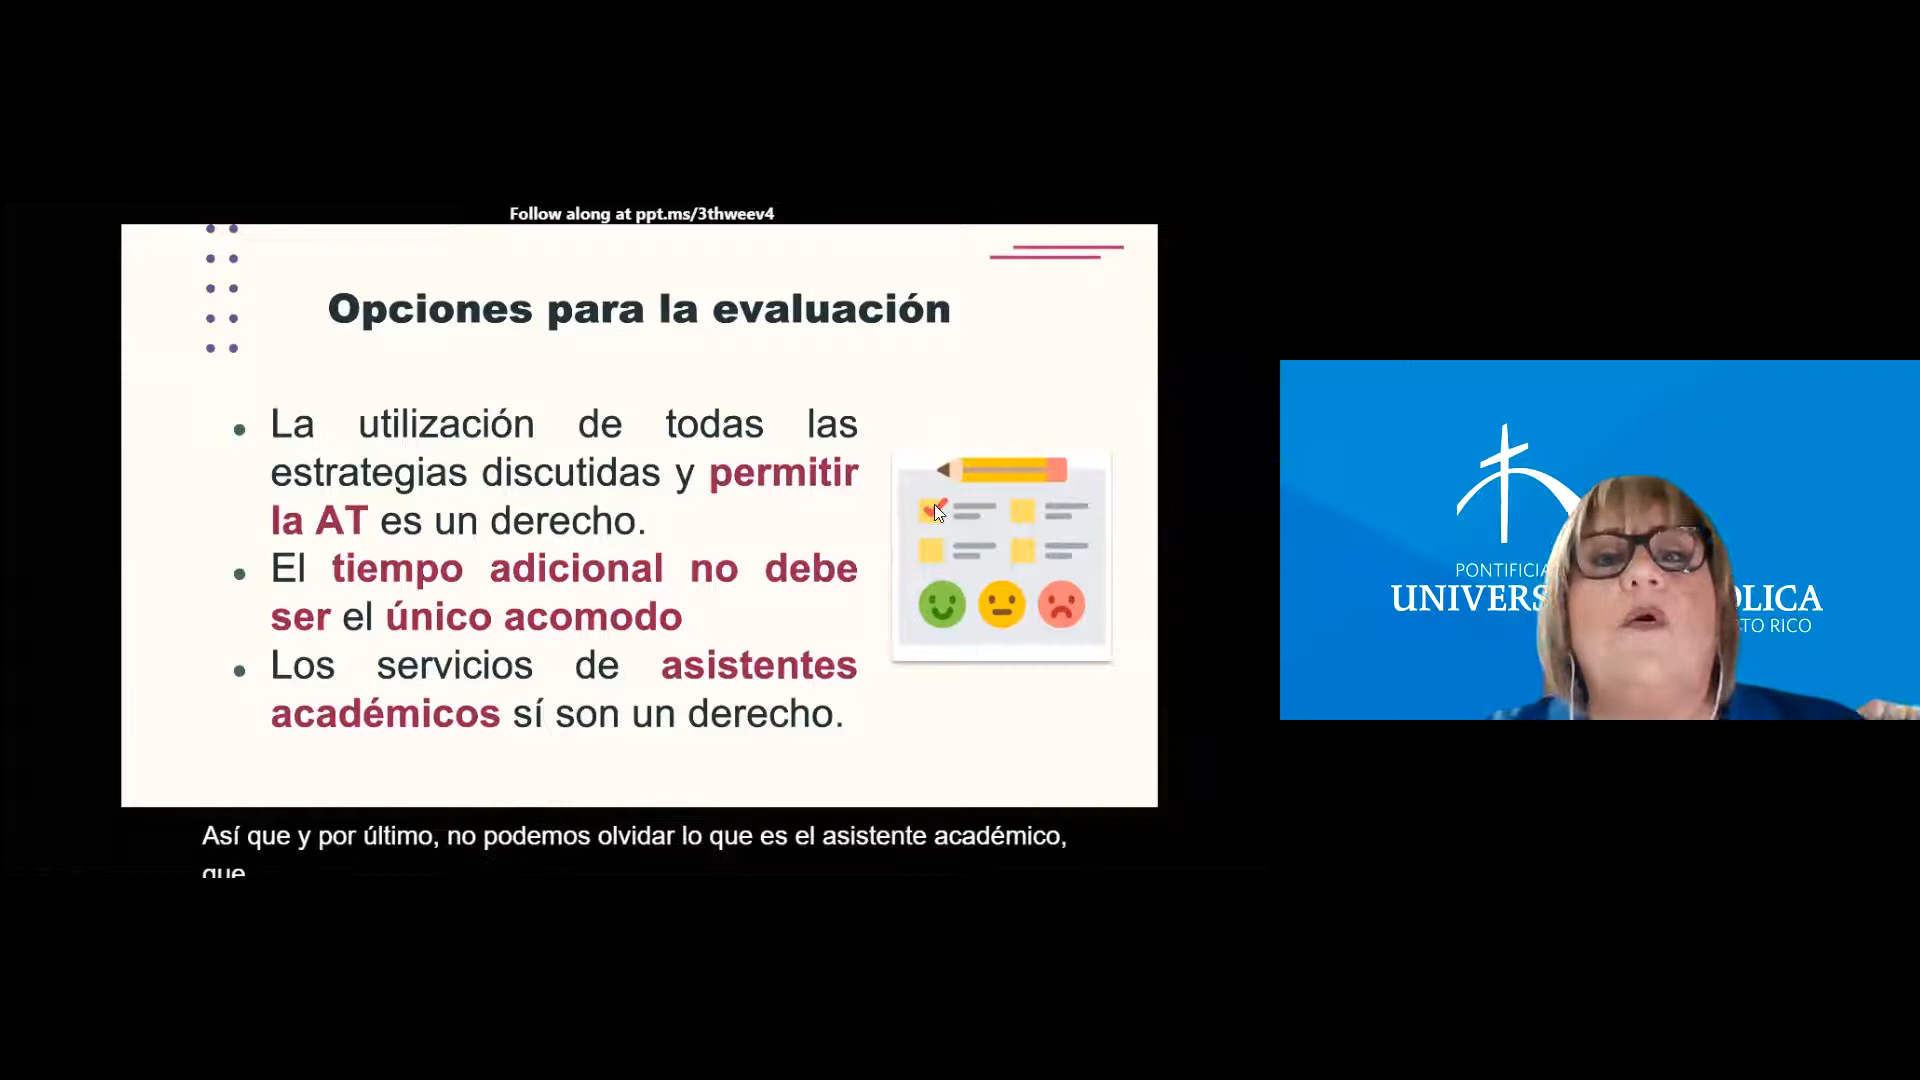 Follow along at ppt.ms/3thweev4
Opciones para la evaluación
• La utilización de todas las
estrategias discutidas y permitir
la AT es un derecho.
• El tiempo adicional no debe
ser el único acomodo
• Los servicios de asistentes
académicos sí son un derecho.
Así que y por último, no podemos olvidar lo que es el asistente académico,
que
PONTIFICIA
UNIVERS OLICA
TO RICO